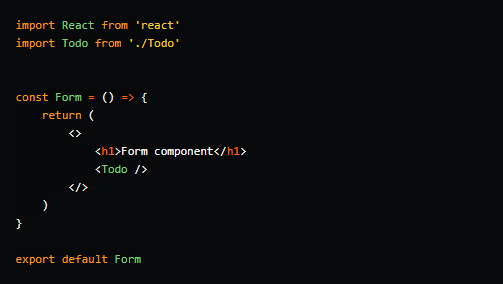 import React from 'react'
import Todo from './Todo'
const Form = () => {
    return (
        <>
            <h1>Form component</h1>
            <Todo />
        </>
    )
}
export default Form